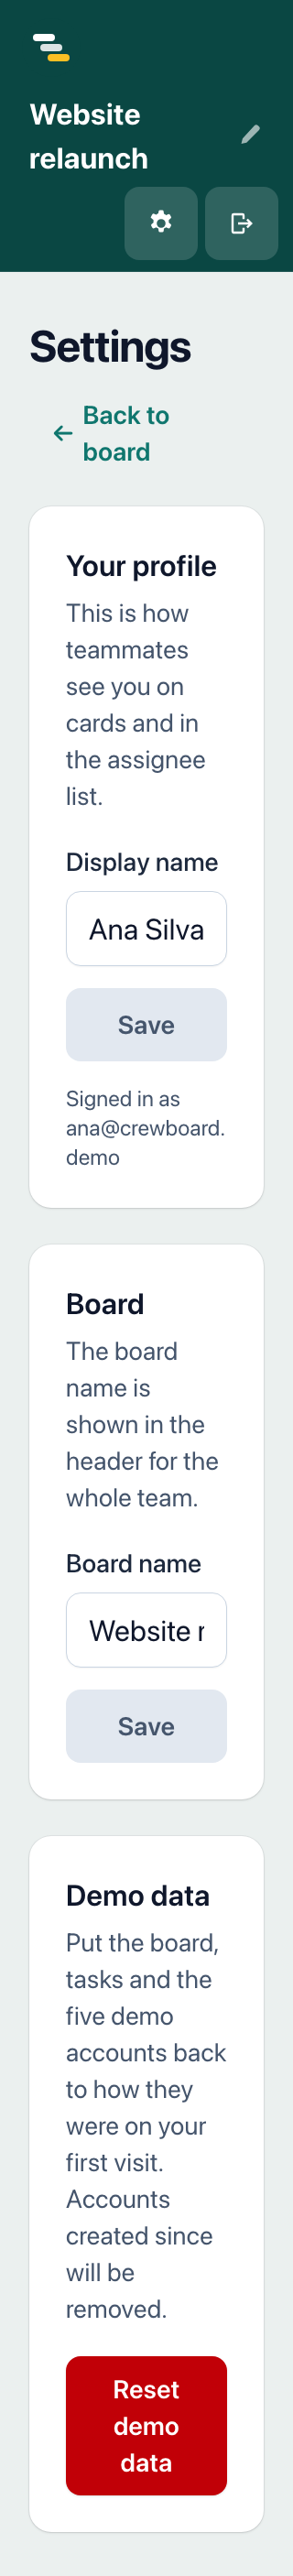 Website
relaunch
Settings
Back to
board
Your profile
This is how
teammates
see you on
cards and in
the assignee
list.
Display name
Ana Silva
Save
Signed in as
ana@crewboard.
demo
Board
The board
name is
shown in the
header for the
whole team.
Board name
Website r
Save
Demo data
Put the board,
tasks and the
five demo
accounts back
to how they
were on your
first visit.
Accounts
created since
will be
removed.
Reset
demo
data